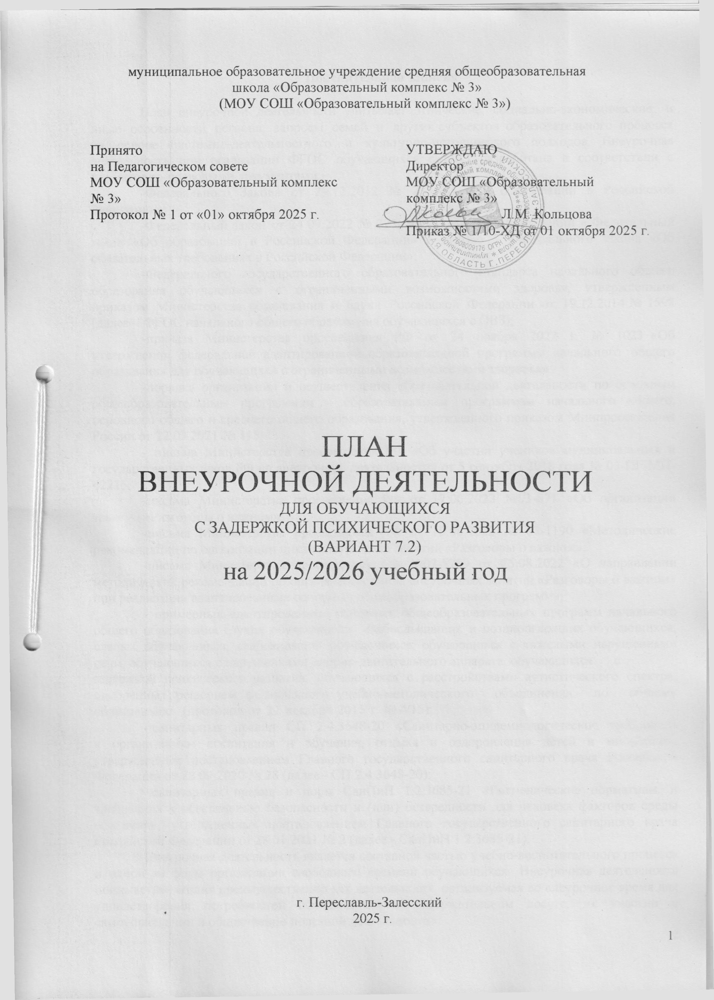 муниципальное образовательное учреждение средняя общеобразовательная
школа «Образовательный комплекс № 3»
(МОУ СОШ «Образовательный комплекс № 3»)
Принято
на Педагогическом совете
МОУ СОШ «Образовательный комплекс
№ 3»
Протокол № 1 от «01» октября 2025 г.
УТВЕРЖДАЮ
Директор
МОУ СОШ «Образовательный
комплекс № 3»
Л.М. Кольцова
Приказ № 1/10-ХД от 01 октября 2025 г.
ПЛАН
ВНЕУРОЧНОЙ ДЕЯТЕЛЬНОСТИ
ДЛЯ ОБУЧАЮЩИХСЯ
С ЗАДЕРЖКОЙ ПСИХИЧЕСКОГО РАЗВИТИЯ
(ВАРИАНТ 7.2)
на 2025/2026 учебный год
г. Переславль-Залесский
2025 г.
1